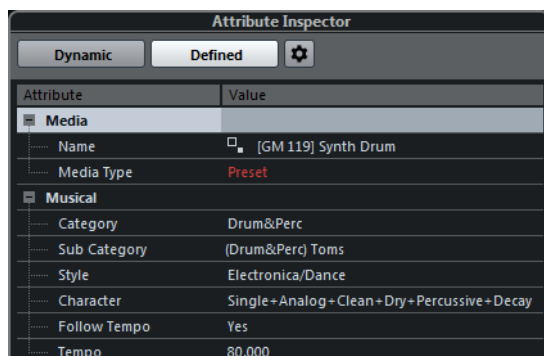 Attribute Inspector
Dynamic Defined
Attribute Value
Media
Name [GM 119] Synth Drum
Media Type Preset
Musical
Category Drum&Perc
Sub Category (Drum&Perc) Toms
Style Electronica/Dance
Character Single+Analog+Clean+Dry+Percussive+Decay
Follow Tempo Yes
Tempo 80.000